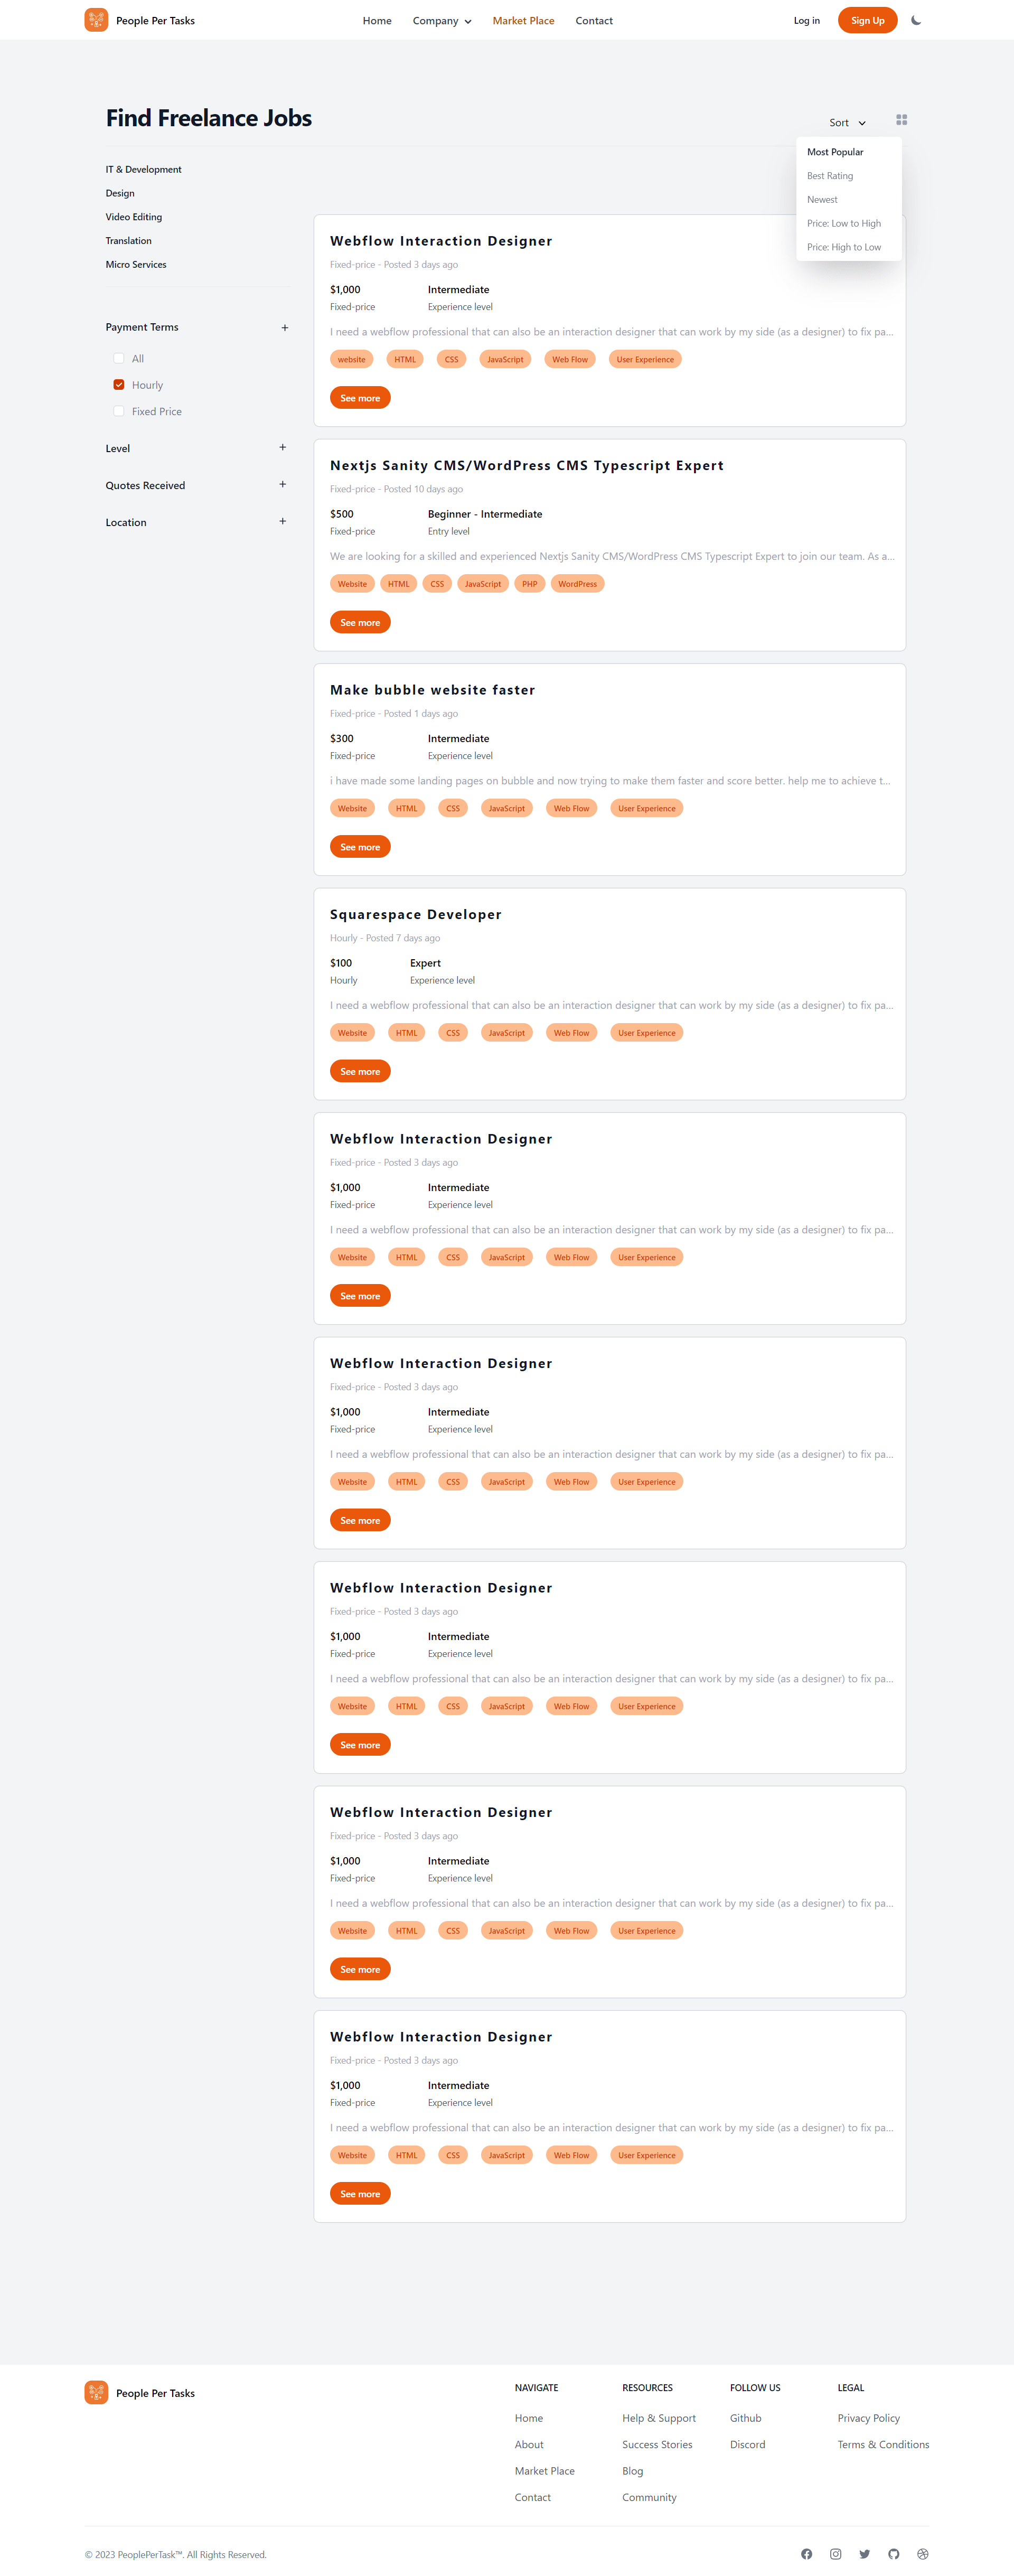 People Per Tasks
Home Company Market Place Contact
Log in Sign Up
Find Freelance Jobs
Sort
Most Popular
Best Rating
Newest
Price: Low to High
Price: High to Low
IT & Development
Design
Video Editing
Translation
Micro Services
Payment Terms +
All
Hourly
Fixed Price
Level +
Quotes Received +
Location +
Webflow Interaction Designer
Fixed-price - Posted 3 days ago
$1,000 Intermediate
Fixed-price Experience level
I need a webflow professional that can also be an interaction designer that can work by my side (as a designer) to fix pa...
website HTML CSS JavaScript Web Flow User Experience
See more
Nextjs Sanity CMS/WordPress CMS Typescript Expert
Fixed-price - Posted 10 days ago
$500 Beginner - Intermediate
Fixed-price Entry level
We are looking for a skilled and experienced Nextjs Sanity CMS/WordPress CMS Typescript Expert to join our team. As a...
Website HTML CSS JavaScript PHP WordPress
See more
Make bubble website faster
Fixed-price - Posted 1 days ago
$300 Intermediate
Fixed-price Experience level
i have made some landing pages on bubble and now trying to make them faster and score better. help me to achieve t...
Website HTML CSS JavaScript Web Flow User Experience
See more
Squarespace Developer
Hourly - Posted 7 days ago
$100 Expert
Hourly Experience level
I need a webflow professional that can also be an interaction designer that can work by my side (as a designer) to fix pa...
Website HTML CSS JavaScript Web Flow User Experience
See more
Webflow Interaction Designer
Fixed-price - Posted 3 days ago
$1,000 Intermediate
Fixed-price Experience level
I need a webflow professional that can also be an interaction designer that can work by my side (as a designer) to fix pa...
Website HTML CSS JavaScript Web Flow User Experience
See more
Webflow Interaction Designer
Fixed-price - Posted 3 days ago
$1,000 Intermediate
Fixed-price Experience level
I need a webflow professional that can also be an interaction designer that can work by my side (as a designer) to fix pa...
Website HTML CSS JavaScript Web Flow User Experience
See more
Webflow Interaction Designer
Fixed-price - Posted 3 days ago
$1,000 Intermediate
Fixed-price Experience level
I need a webflow professional that can also be an interaction designer that can work by my side (as a designer) to fix pa...
Website HTML CSS JavaScript Web Flow User Experience
See more
Webflow Interaction Designer
Fixed-price - Posted 3 days ago
$1,000 Intermediate
Fixed-price Experience level
I need a webflow professional that can also be an interaction designer that can work by my side (as a designer) to fix pa...
Website HTML CSS JavaScript Web Flow User Experience
See more
Webflow Interaction Designer
Fixed-price - Posted 3 days ago
$1,000 Intermediate
Fixed-price Experience level
I need a webflow professional that can also be an interaction designer that can work by my side (as a designer) to fix pa...
Website HTML CSS JavaScript Web Flow User Experience
See more
People Per Tasks
NAVIGATE
Home
About
Market Place
Contact
RESOURCES
Help & Support
Success Stories
Blog
Community
FOLLOW US
Github
Discord
LEGAL
Privacy Policy
Terms & Conditions
© 2023 PeoplePerTask™. All Rights Reserved.